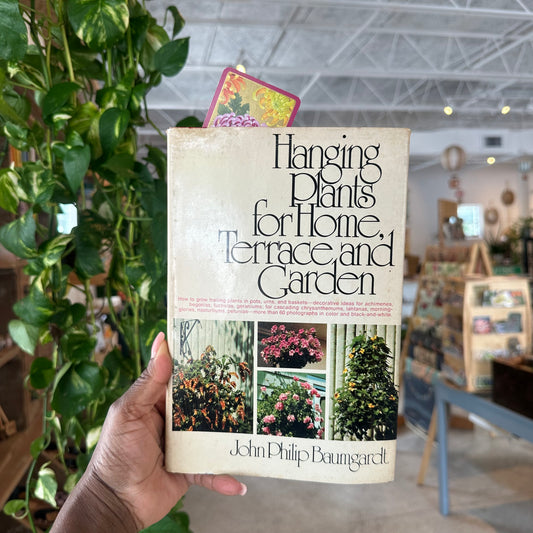 Hanging
Plants
for Home,
Terrace and
Garden
How to grow trailing plants in pots, urns, and baskets—decorative ideas for achimenes,
begonias, fuchsias, geraniums, for cascading chrysanthemums, lantanas, morning-
glories, nasturtiums, petunias—more than 60 photographs in color and black-and-white.
John Philip Baumgardt